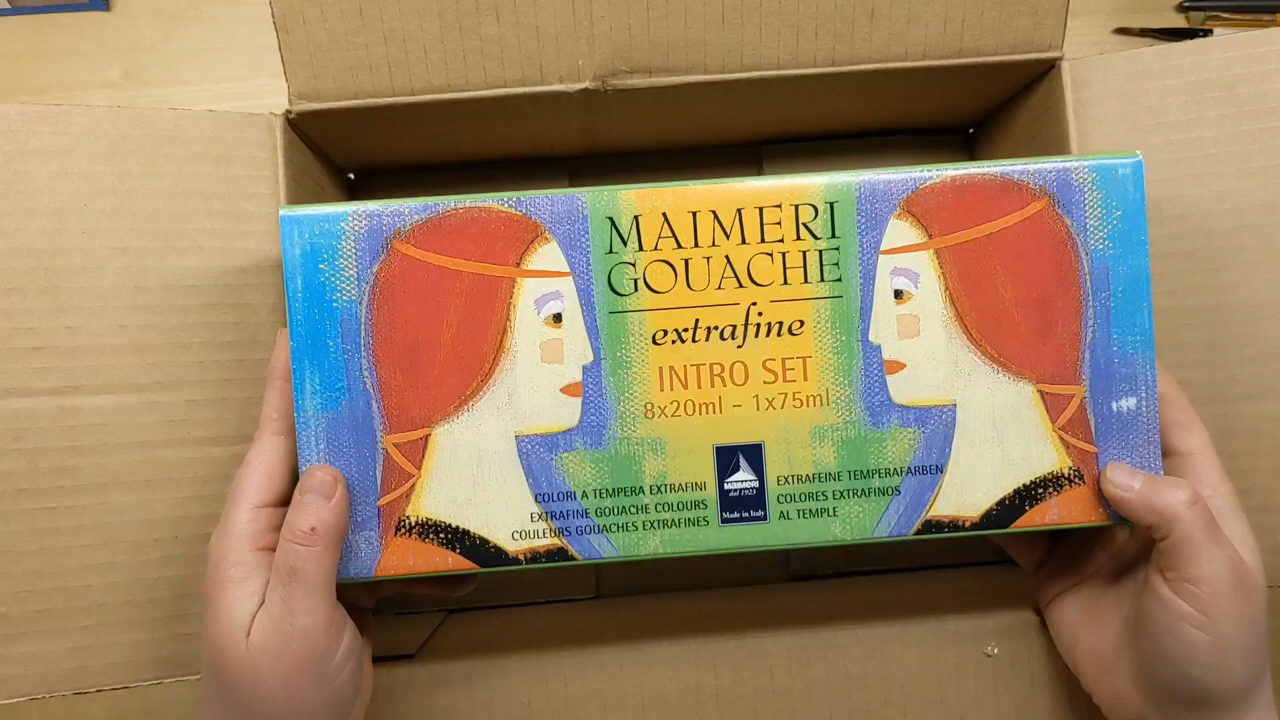 MAIMERI
GOUACHE
extrafine
INTRO SET
8x20ml – 1x75ml
COLORI A TEMPERA EXTRAFINI
EXTRAFINE GOUACHE COLOURS
COULEURS GOUACHES EXTRAFINES
MAIMERI
dal 1923
Made in Italy
EXTRAFEINE TEMPERAFARBEN
COLORES EXTRAFINOS
AL TEMPLE